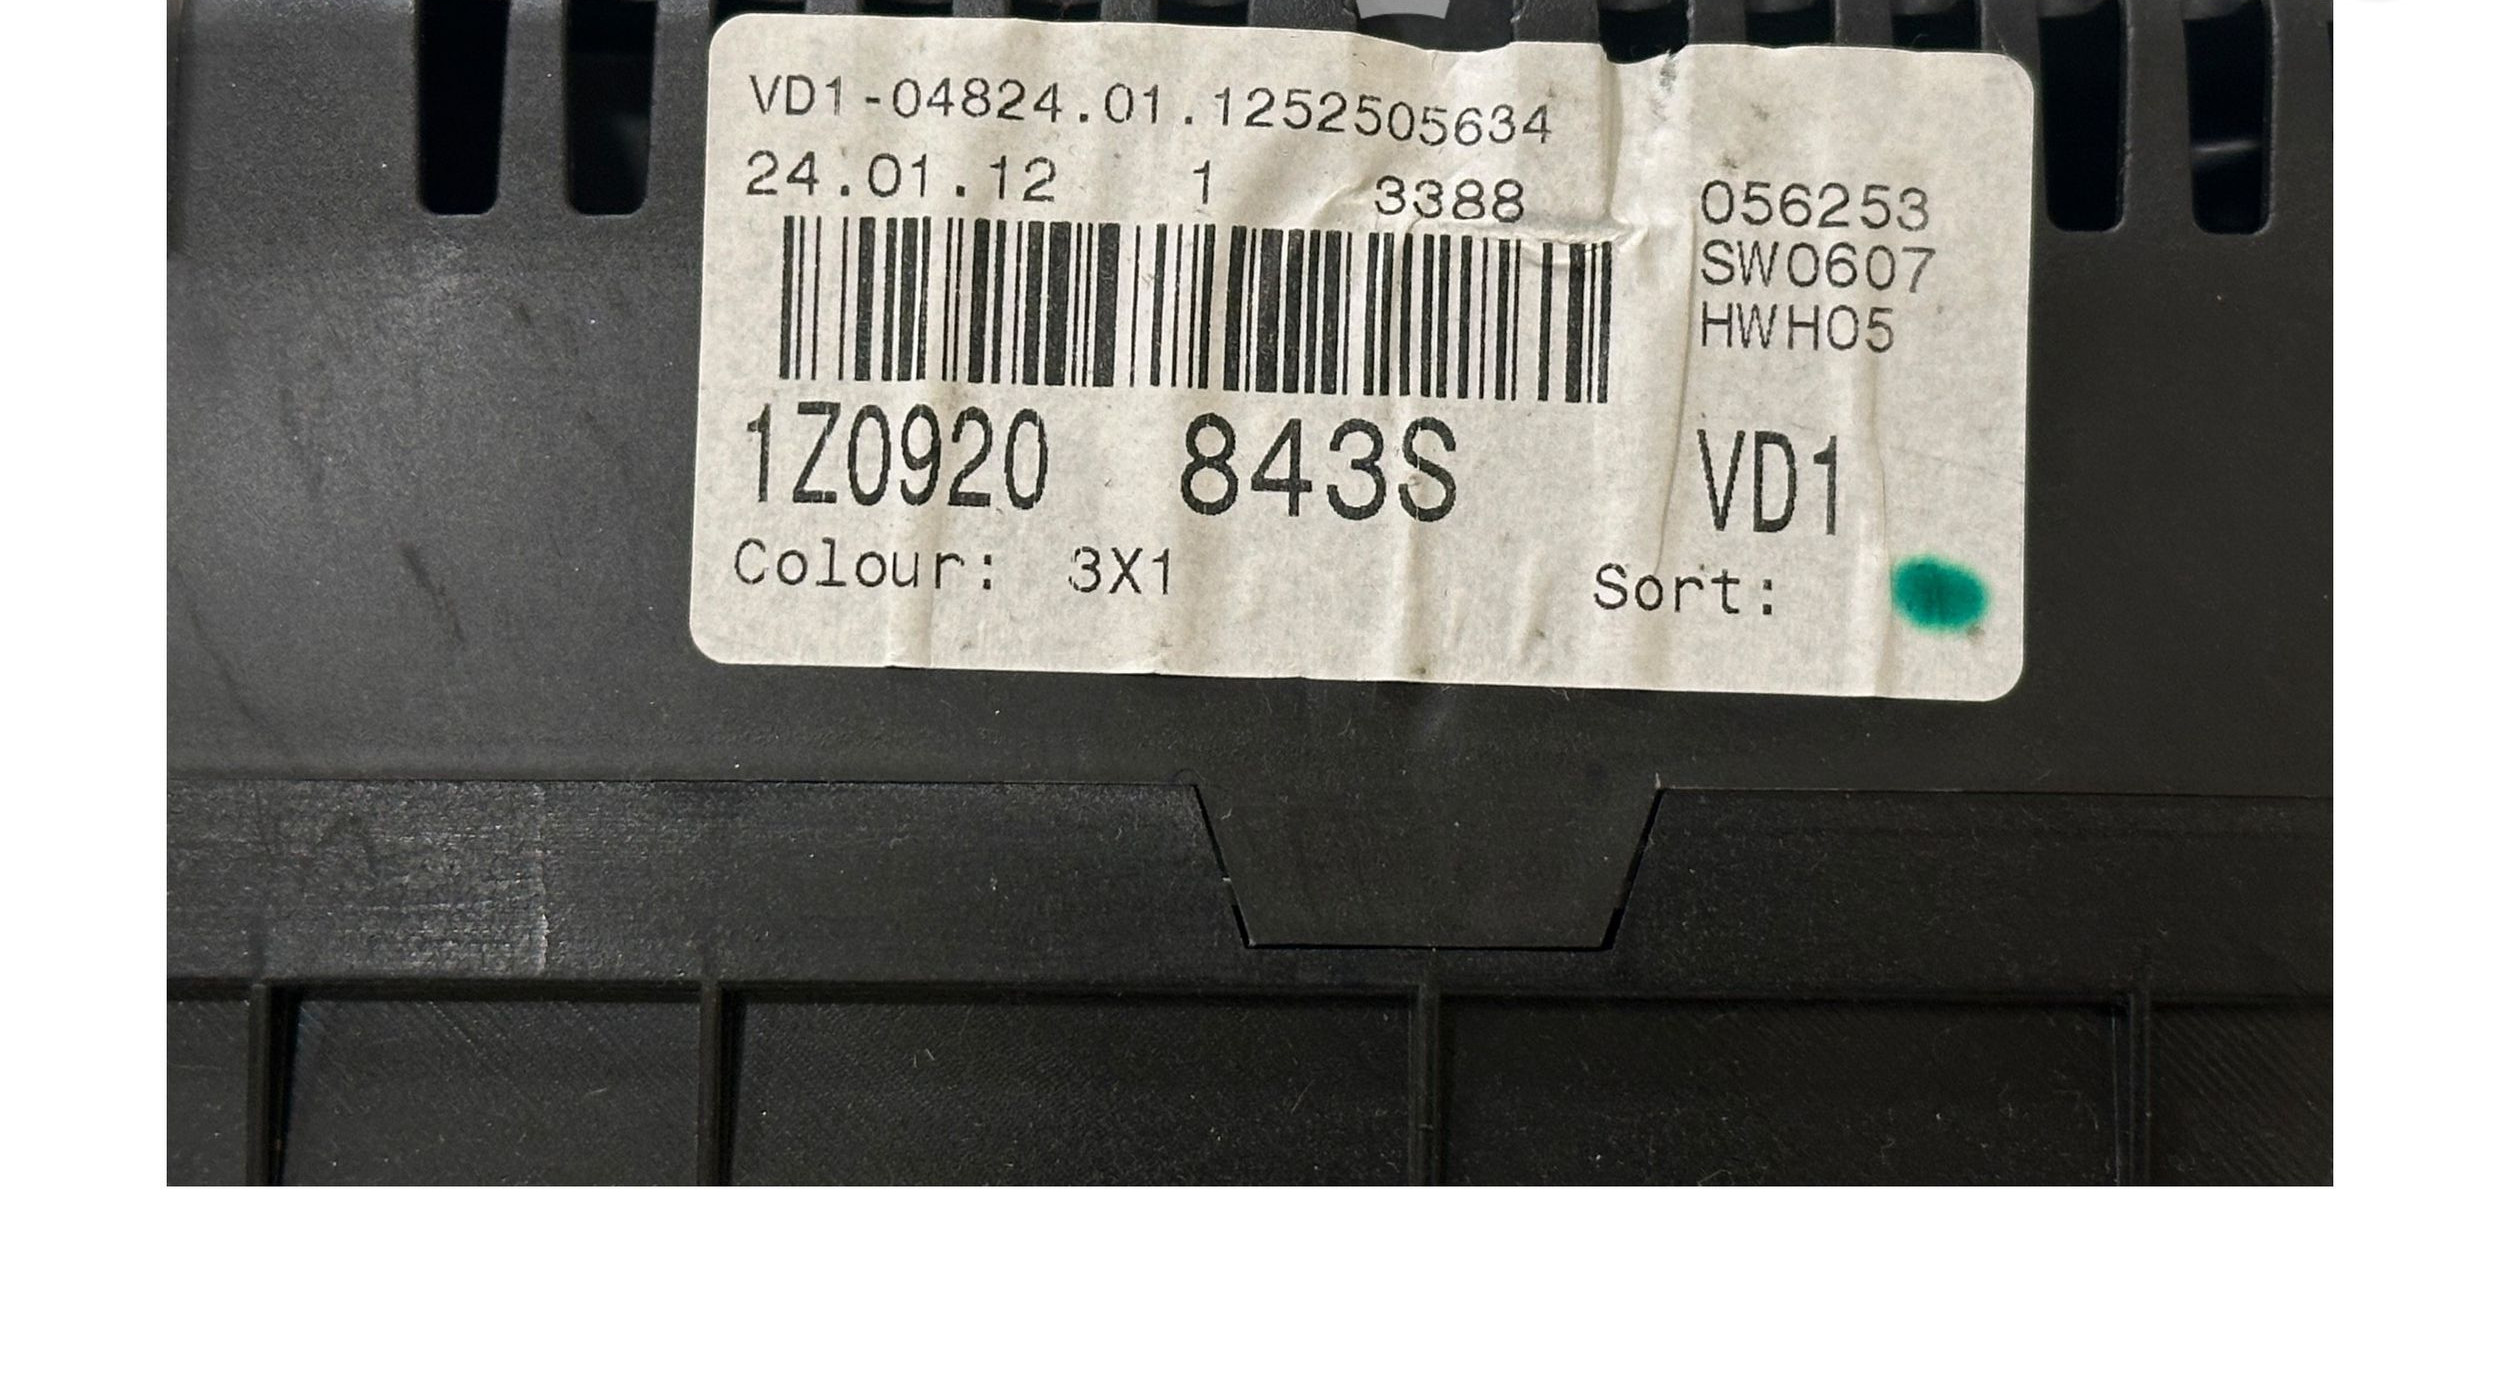 VD1-04824.01.1252505634
24.01.12 1 3388
056253
SW0607
HWH05
1Z0920 843S VD1
Colour: 3X1 Sort: